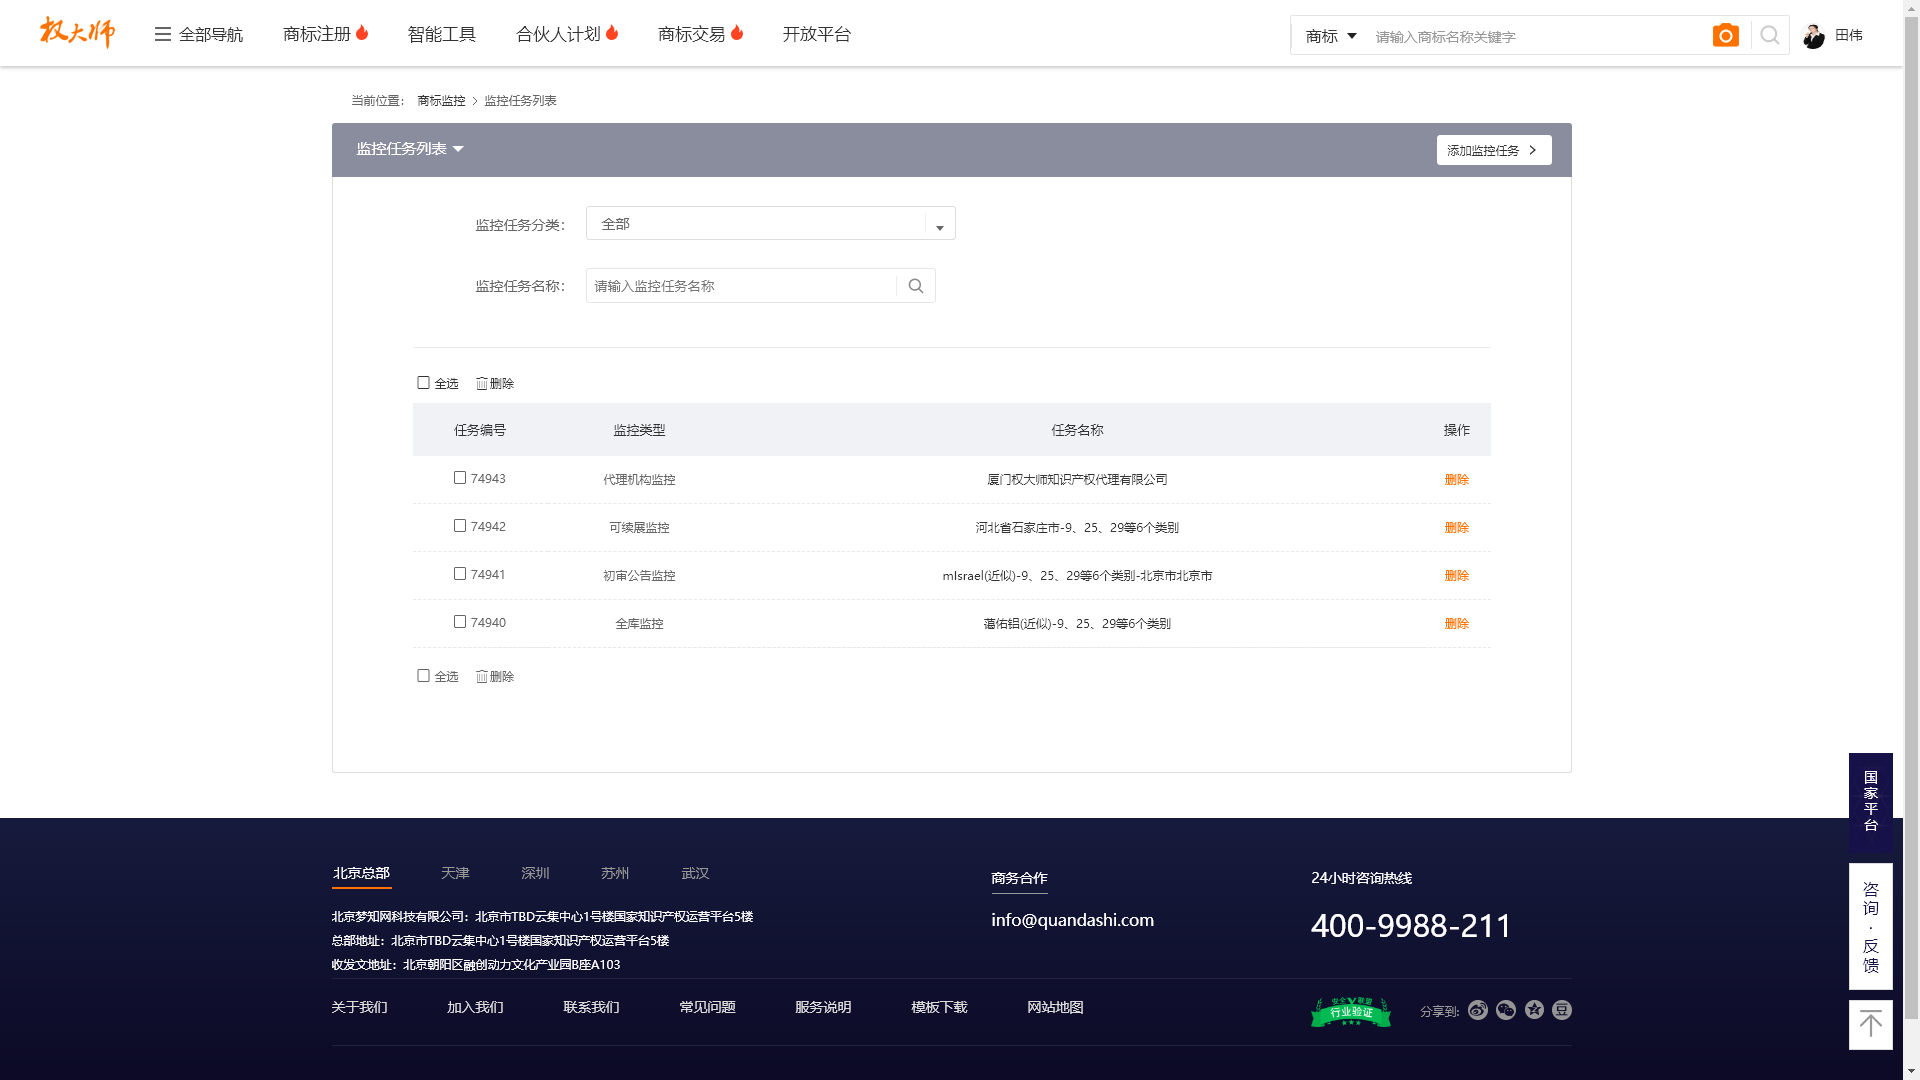 权大师 全部导航 商标注册 智能工具 合伙人计划 商标交易 开放平台 商标 请输入商标名称关键字 田伟
当前位置： 商标监控 > 监控任务列表
监控任务列表 添加监控任务 >
监控任务分类： 全部
监控任务名称： 请输入监控任务名称
全选 删除
任务编号 监控类型 任务名称 操作
74943 代理机构监控 厦门权大师知识产权代理有限公司 删除
74942 可续展监控 河北省石家庄市-9、25、29等6个类别 删除
74941 初审公告监控 mIsrael(近似)-9、25、29等6个类别-北京市北京市 删除
74940 全库监控 蔼佑铝(近似)-9、25、29等6个类别 删除
全选 删除
国家平台
咨询·反馈
北京总部 天津 深圳 苏州 武汉
北京梦知网科技有限公司：北京市TBD云集中心1号楼国家知识产权运营平台5楼
总部地址：北京市TBD云集中心1号楼国家知识产权运营平台5楼
收发文地址：北京朝阳区融创动力文化产业园B座A103
商务合作
info@quandashi.com
24小时咨询热线
400-9988-211
关于我们 加入我们 联系我们 常见问题 服务说明 模板下载 网站地图
安全联盟
行业验证
分享到: